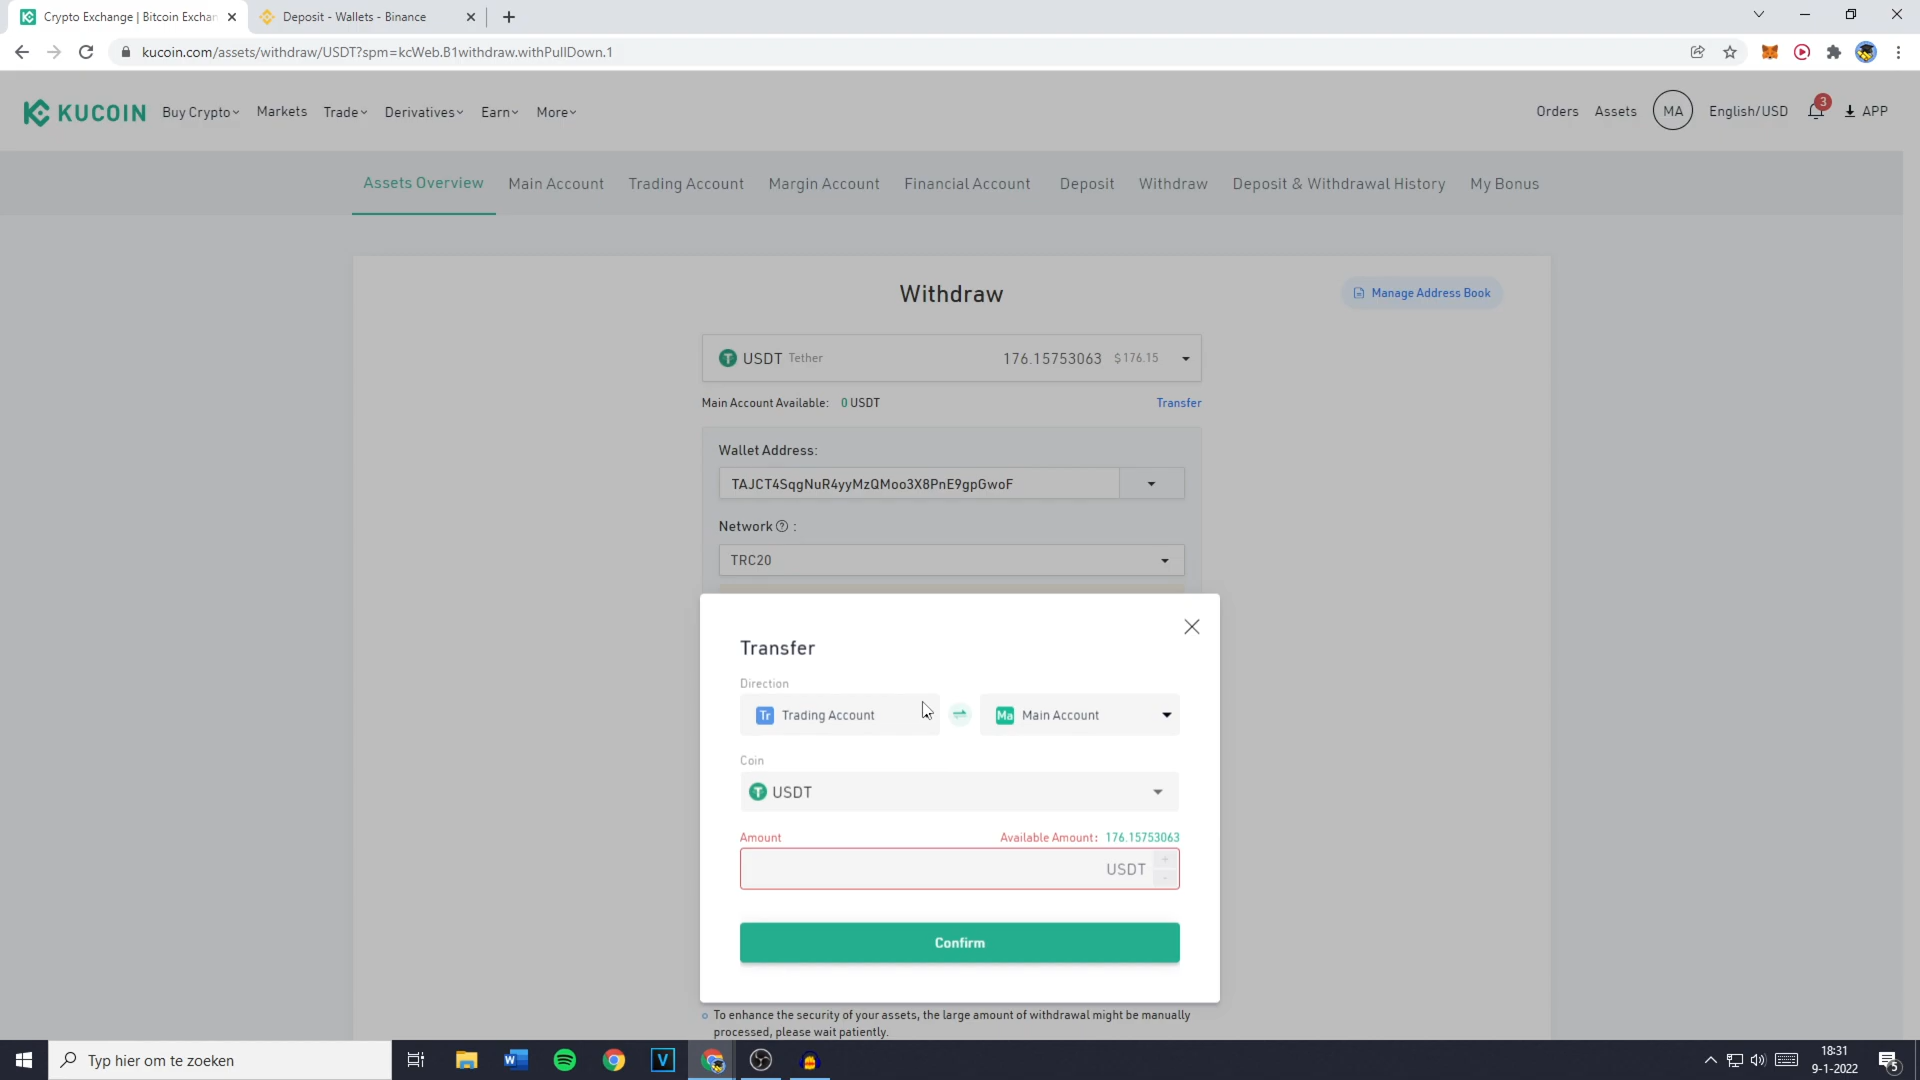 Crypto Exchange | Bitcoin Exchan
Deposit - Wallets - Binance
kucoin.com/assets/withdraw/USDT?spm=kcWeb.B1withdraw.withPullDown.1
KUCOIN Buy Crypto Markets Trade Derivatives Earn More Orders Assets MA English/USD 3 APP
Assets Overview Main Account Trading Account Margin Account Financial Account Deposit Withdraw Deposit & Withdrawal History My Bonus
Withdraw
Manage Address Book
T USDT Tether 176.15753063 $176.15
Main Account Available: 0 USDT Transfer
Wallet Address:
TAJCT4SqgNuR4yyMzQMoo3X8PnE9gpGwoF
Network ? :
TRC20
Transfer
Direction
Tr Trading Account Ma Main Account
Coin
T USDT
Amount Available Amount: 176.15753063
USDT + -
Confirm
To enhance the security of your assets, the large amount of withdrawal might be manually
processed, please wait patiently.
Typ hier om te zoeken
18:31
9-1-2022
5